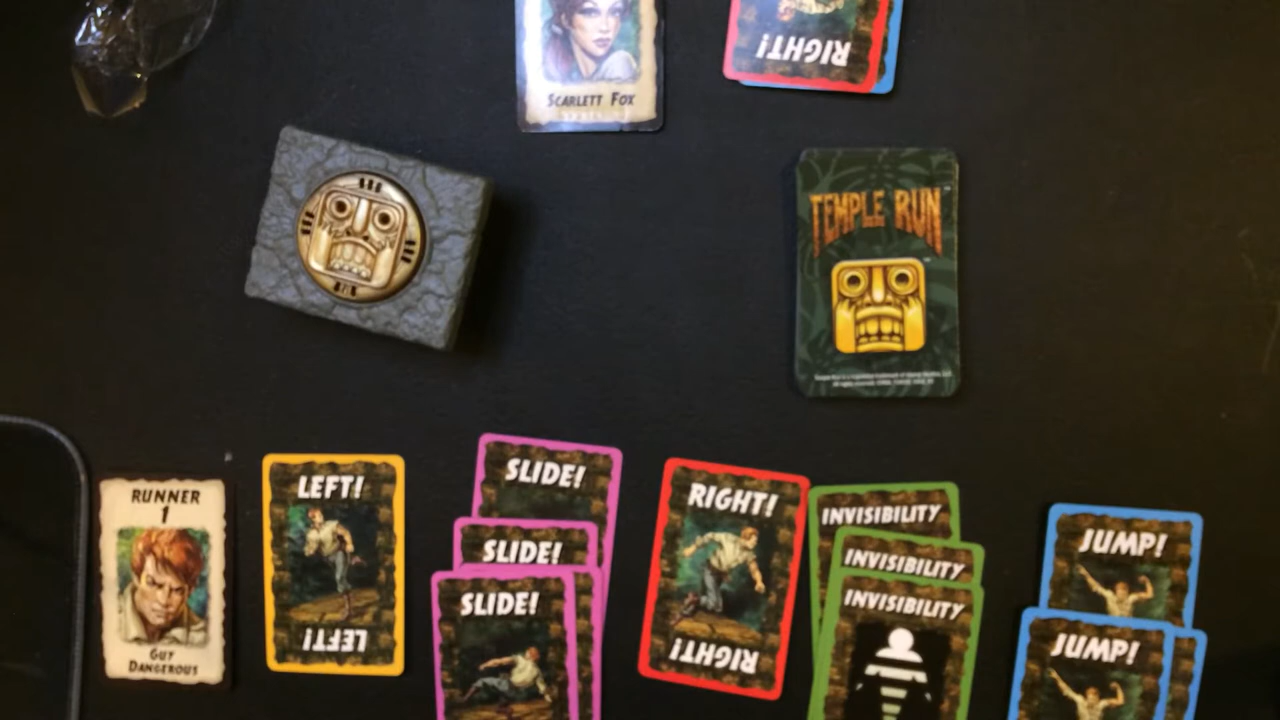 SCARLETT FOX
RIGHT!
TEMPLE RUN
RUNNER
1
GUY
DANGEROUS
LEFT!
LEFT!
SLIDE!
SLIDE!
SLIDE!
RIGHT!
RIGHT!
INVISIBILITY
INVISIBILITY
INVISIBILITY
JUMP!
JUMP!